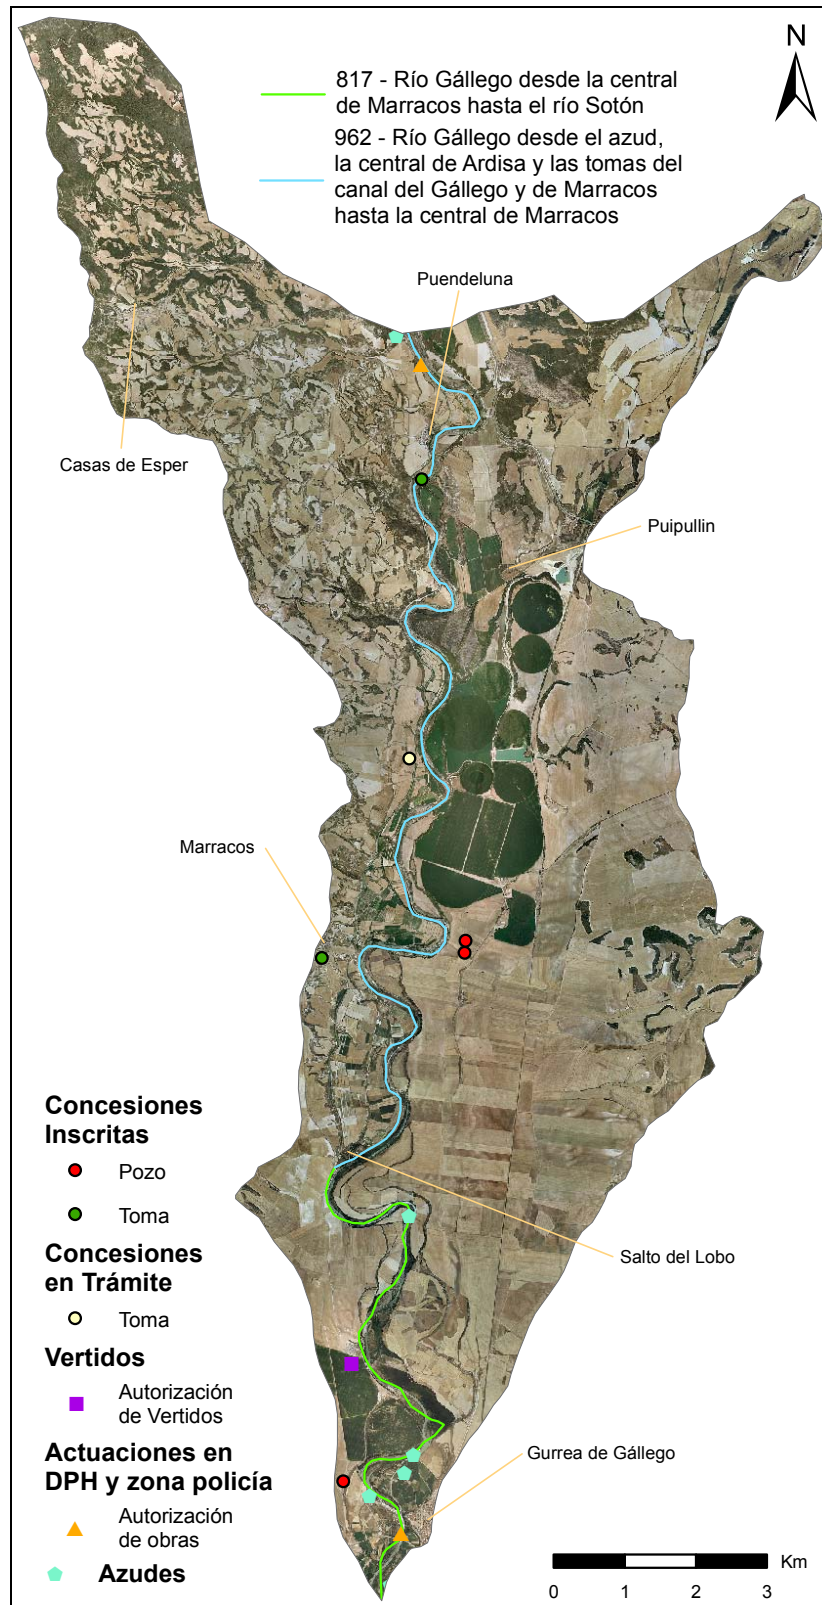 N
817 - Río Gállego desde la central
de Marracos hasta el río Sotón
962 - Río Gállego desde el azud,
la central de Ardisa y las tomas del
canal del Gállego y de Marracos
hasta la central de Marracos
Puendeluna
Casas de Esper
Puipullin
Marracos
Salto del Lobo
Gurrea de Gállego
Concesiones
Inscritas
Pozo
Toma
Concesiones
en Trámite
Toma
Vertidos
Autorización
de Vertidos
Actuaciones en
DPH y zona policía
Autorización
de obras
Azudes
Km
0 1 2 3